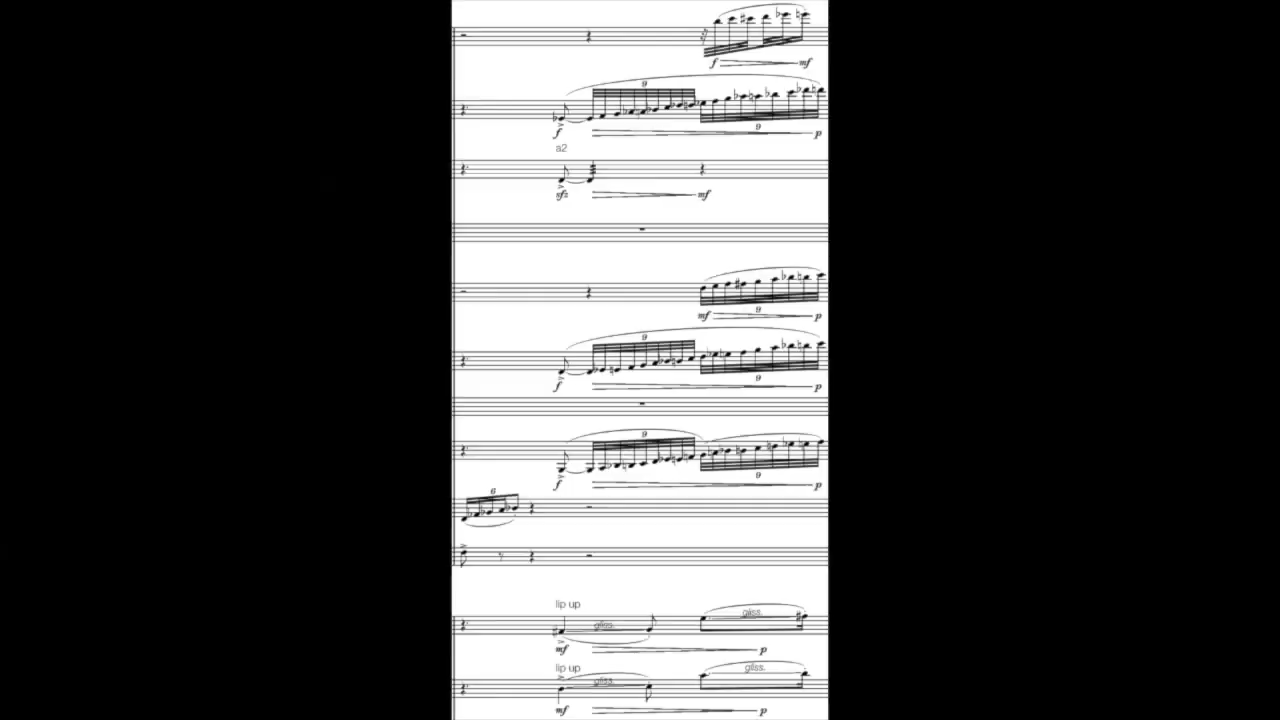 f mf
9
9
f p
a2
sfz mf
9
mf p
9
9
f p
9
9
f p
6
lip up
gliss. gliss.
mf p
lip up
gliss. gliss.
mf p